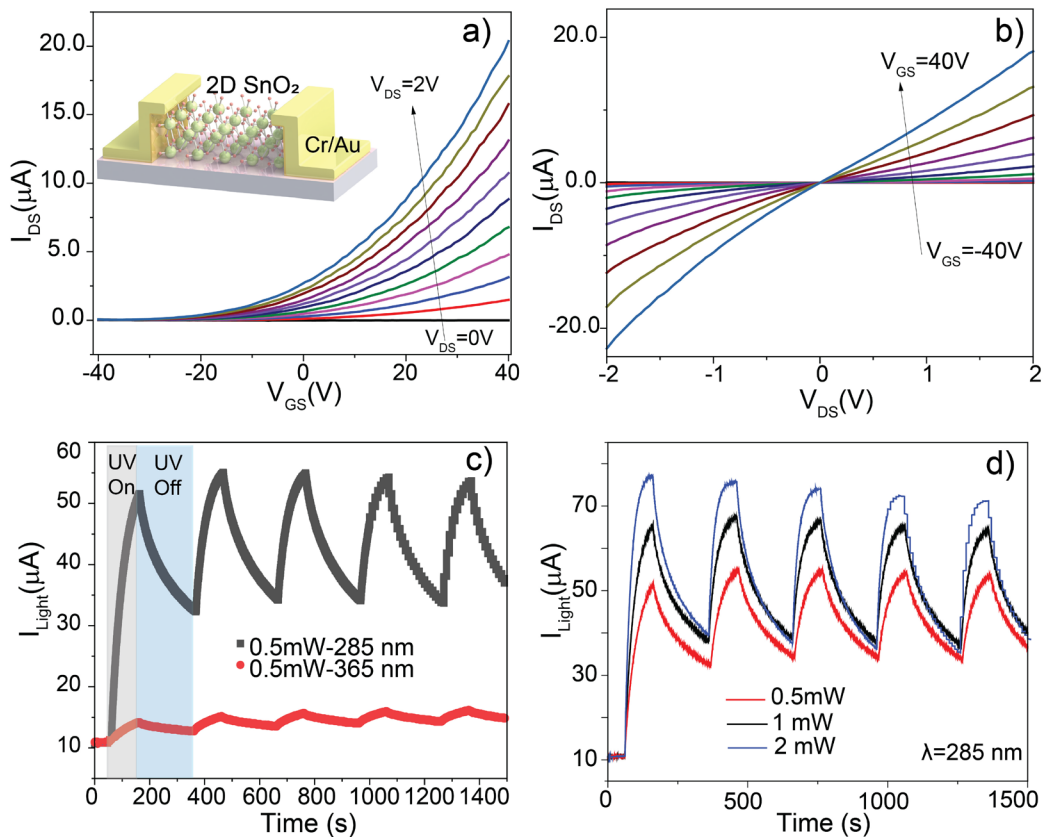 a)
20.0
15.0
10.0
5.0
0.0
I_DS(µA)
2D SnO₂
Cr/Au
V_DS=2V
V_DS=0V
-40
-20
0
20
40
V_GS(V)
b)
20.0
0.0
-20.0
I_DS(µA)
V_GS=40V
V_GS=-40V
-2
-1
0
1
2
V_DS(V)
c)
60
50
40
30
20
10
I_Light(µA)
UV
On
UV
Off
0.5mW-285 nm
0.5mW-365 nm
0
200
400
600
800
1000
1200
1400
Time (s)
d)
70
50
30
10
I_Light(µA)
0.5mW
1 mW
2 mW
λ=285 nm
0
500
1000
1500
Time (s)